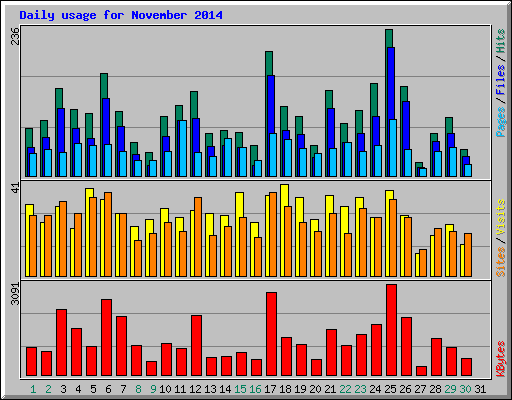 Daily usage for November 2014
236
Pages / Files / Hits
41
Sites / Visits
3091
KBytes
1 2 3 4 5 6 7 8 9 10 11 12 13 14 15 16 17 18 19 20 21 22 23 24 25 26 27 28 29 30 31